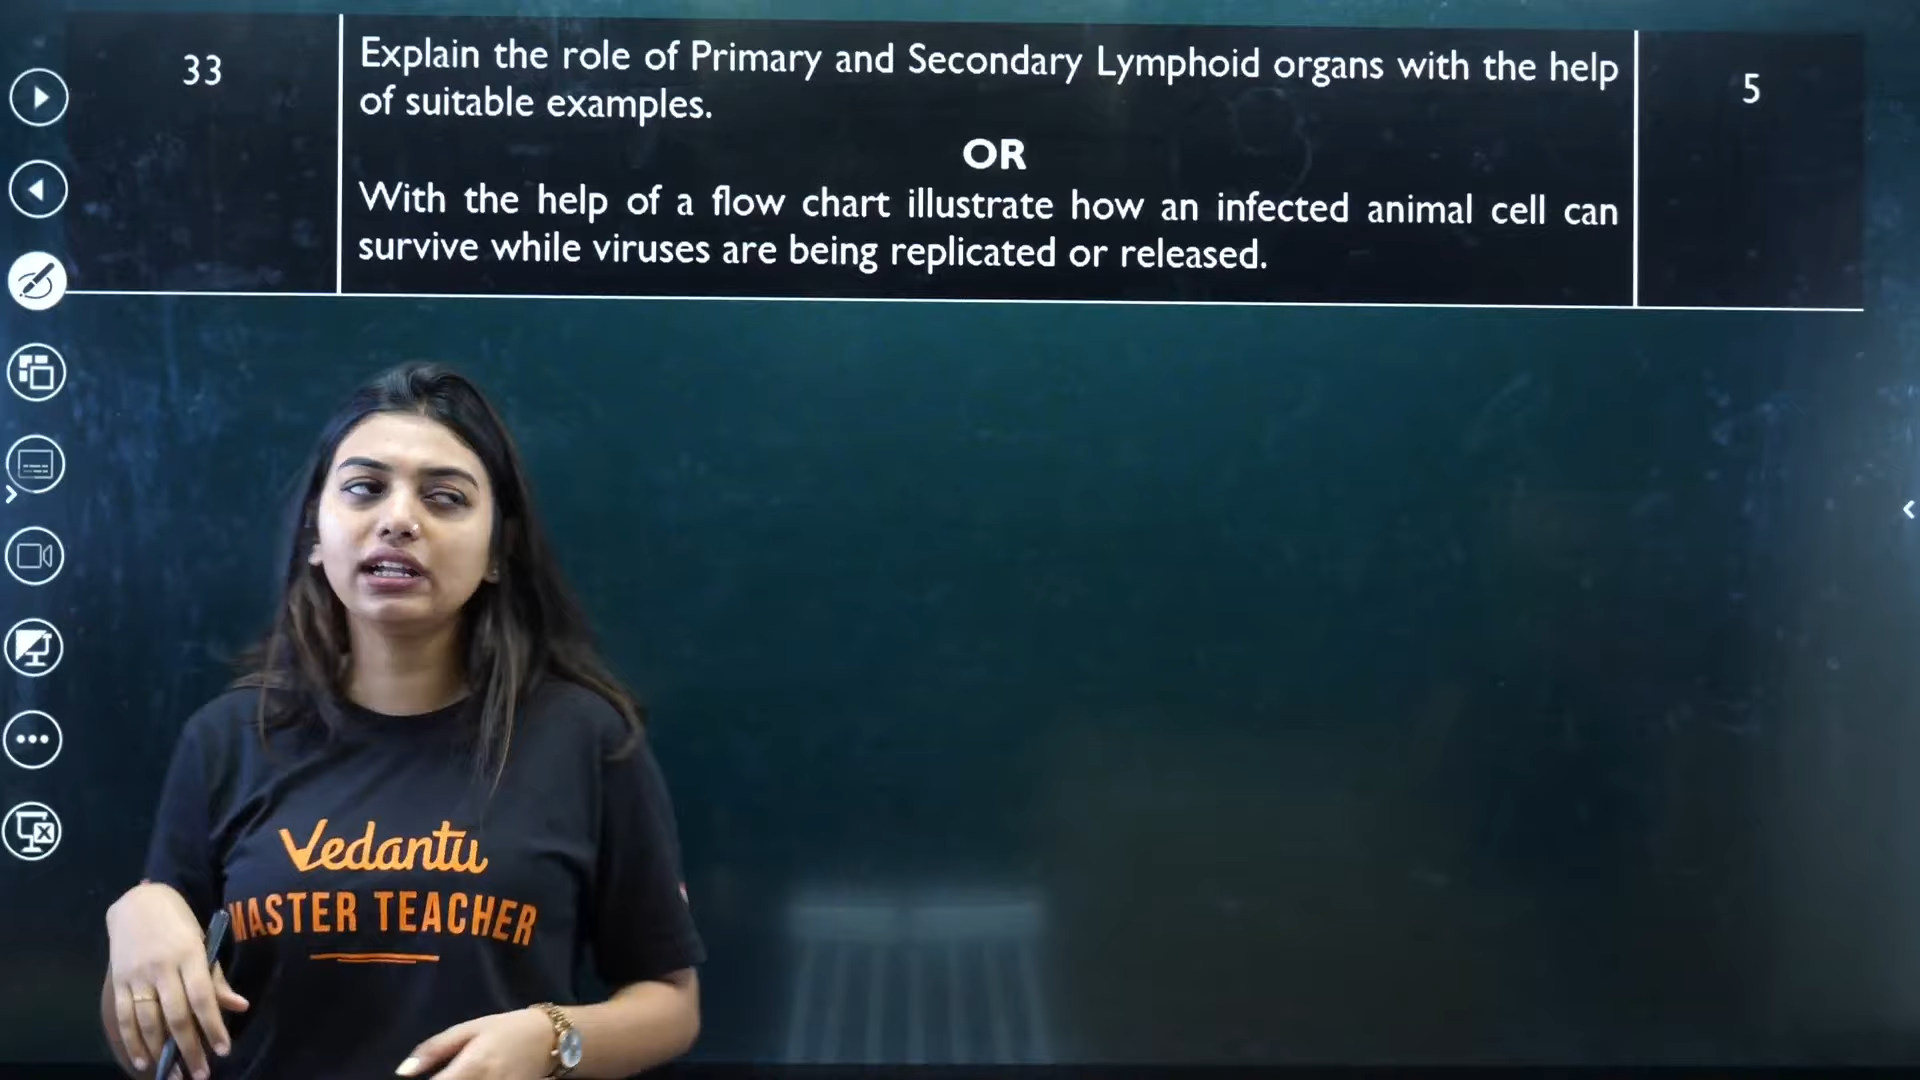 33
Explain the role of Primary and Secondary Lymphoid organs with the help
of suitable examples.
5
OR
With the help of a flow chart illustrate how an infected animal cell can
survive while viruses are being replicated or released.
Vedantu
MASTER TEACHER